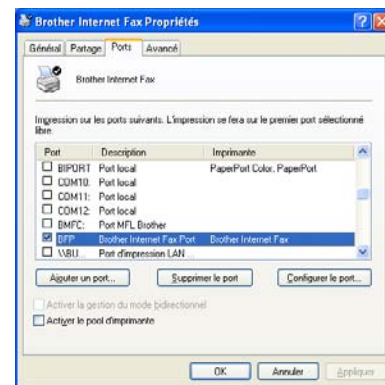 Brother Internet Fax Propriétés
Général Partage Ports Avancé
Brother Internet Fax
Impression sur les ports suivants. L'impression se fera sur le premier port sélectionné
libre.
Port Description Imprimante
BIPORT Port local PaperPort Color, PaperPort
COM10: Port local
COM11: Port local
COM12: Port local
BMFC: Port MFL Brother
BFP Brother Internet Fax Port Brother Internet Fax
\\BU... Port d'impression LAN ...
Ajouter un port... Supprimer le port Configurer le port...
Activer la gestion du mode bidirectionnel
Activer le pool d'imprimante
OK Annuler Appliquer